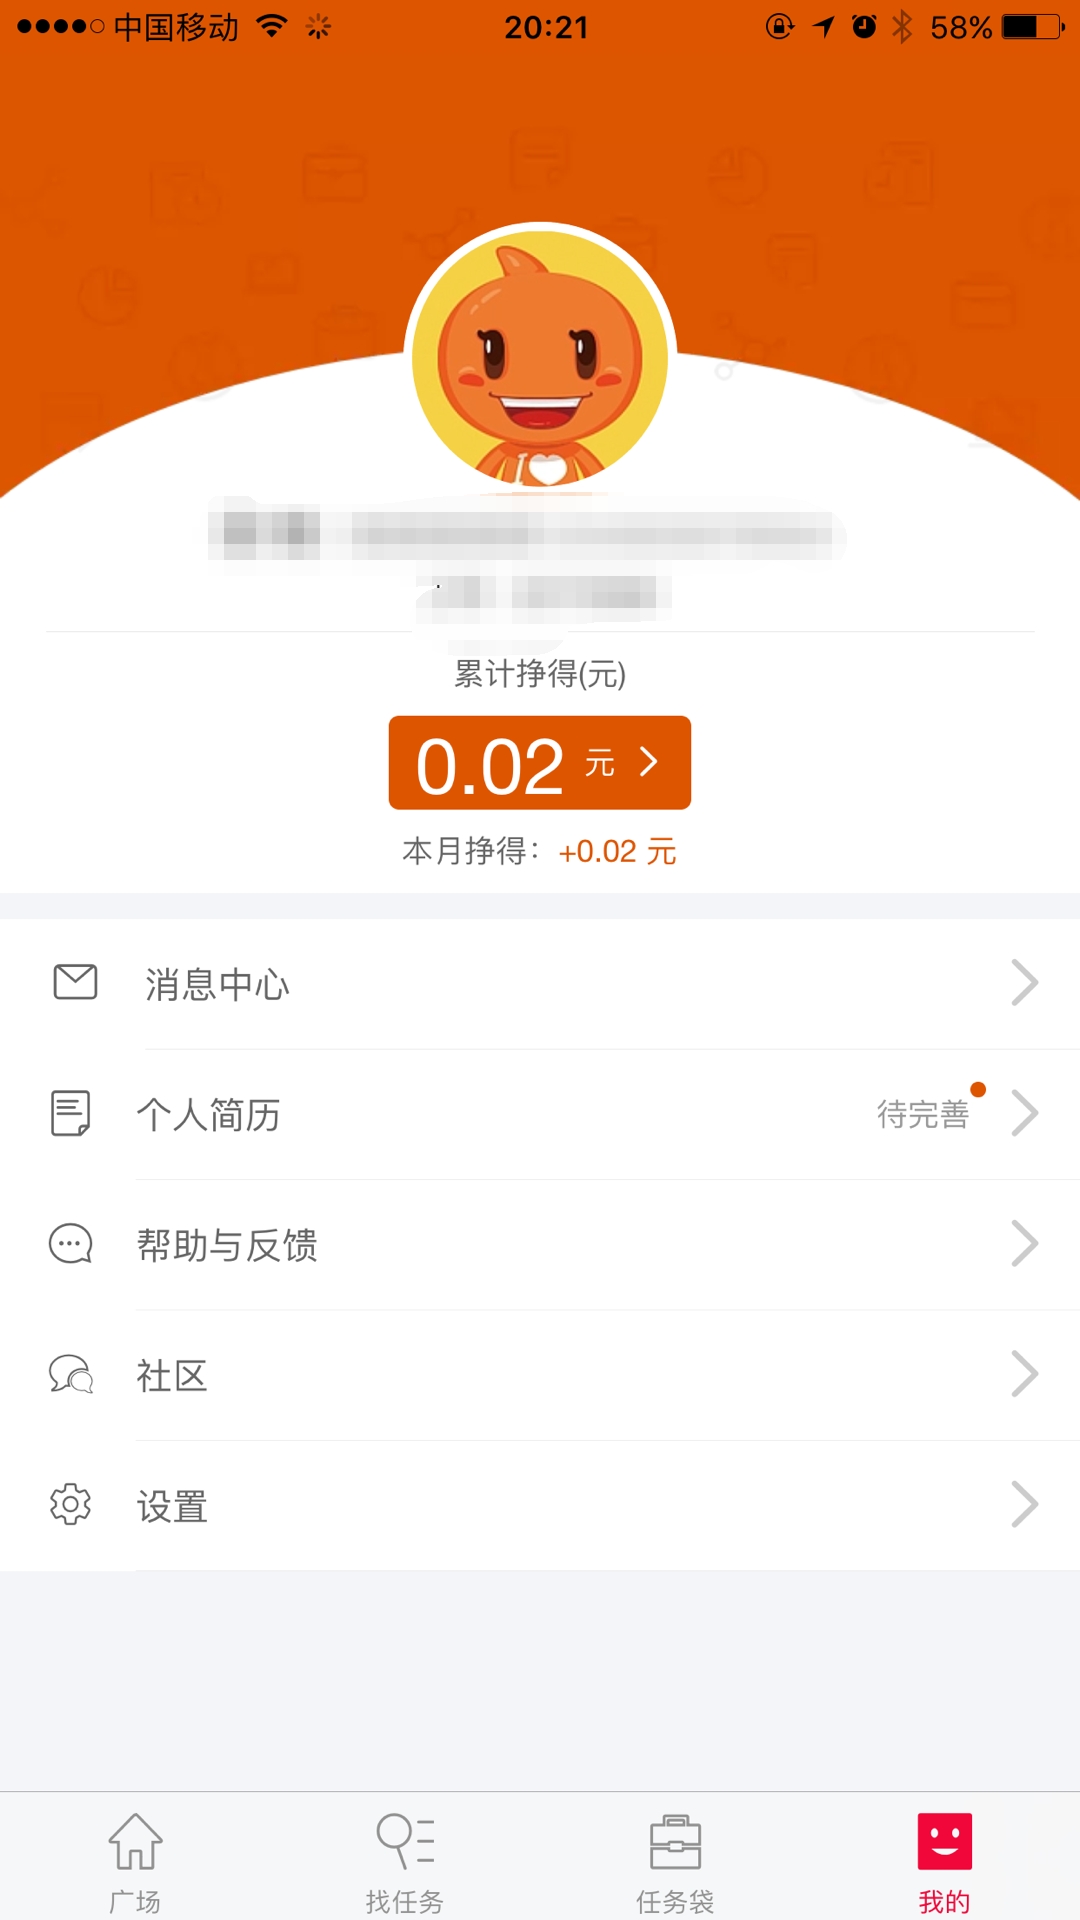 中国移动 20:21 58%
I
累计挣得(元)
0.02 元
本月挣得：+0.02 元
消息中心
个人简历 待完善
帮助与反馈
社区
设置
广场 找任务 任务袋 我的